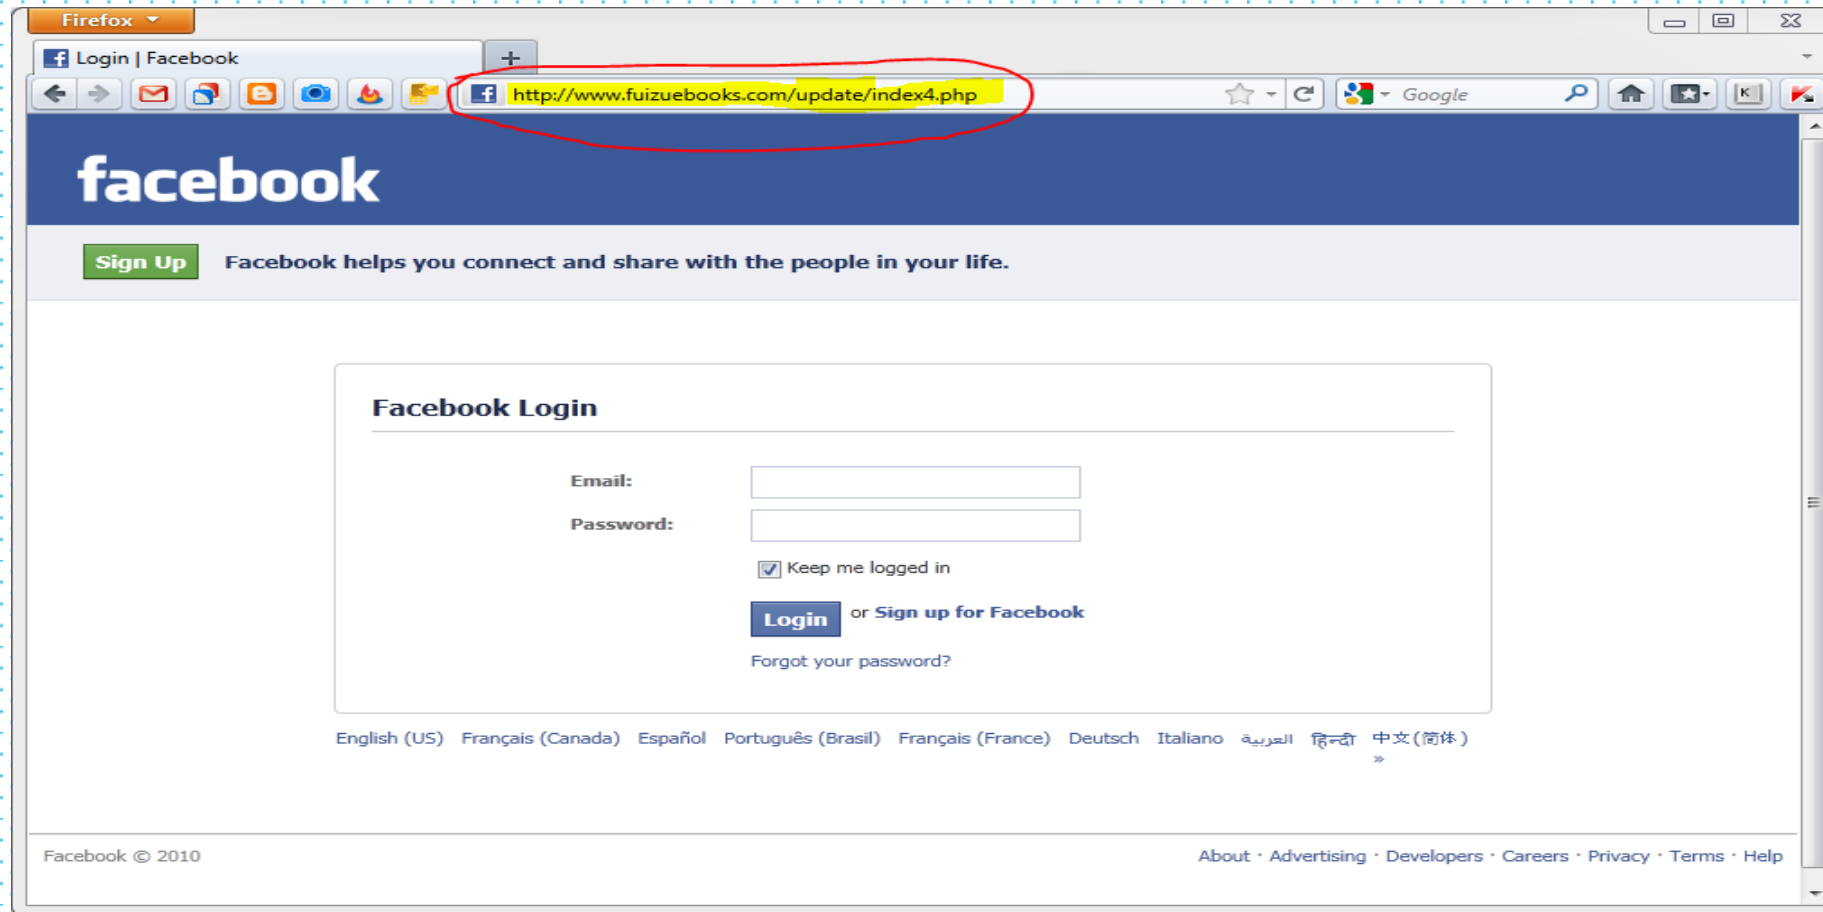 Firefox
Login | Facebook
http://www.fuizuebooks.com/update/index4.php
Google
facebook
Sign Up Facebook helps you connect and share with the people in your life.
Facebook Login
Email:
Password:
Keep me logged in
Login or Sign up for Facebook
Forgot your password?
English (US) Français (Canada) Español Português (Brasil) Français (France) Deutsch Italiano العربية हिन्दी 中文(简体)
»
Facebook © 2010 About · Advertising · Developers · Careers · Privacy · Terms · Help